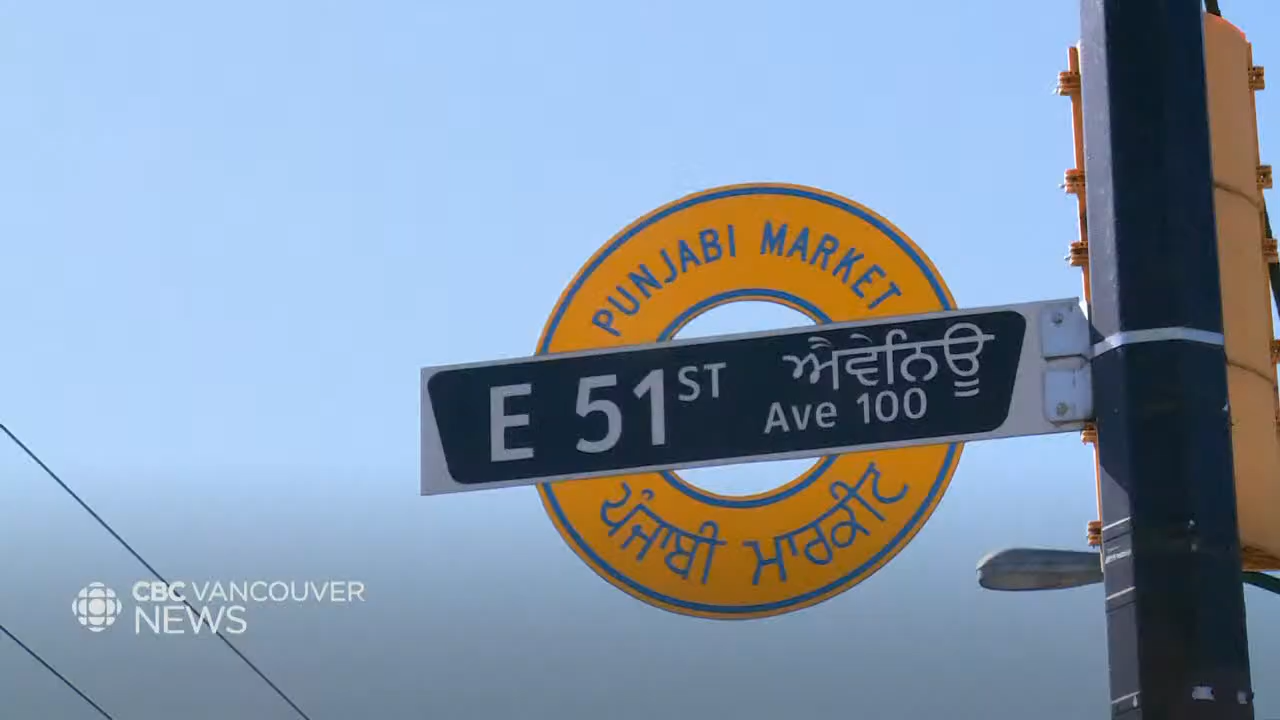 PUNJABI MARKET
E 51ST ਐਵੇਨਿਊ
Ave 100
ਪੰਜਾਬੀ ਮਾਰਕੀਟ
CBC VANCOUVER
NEWS